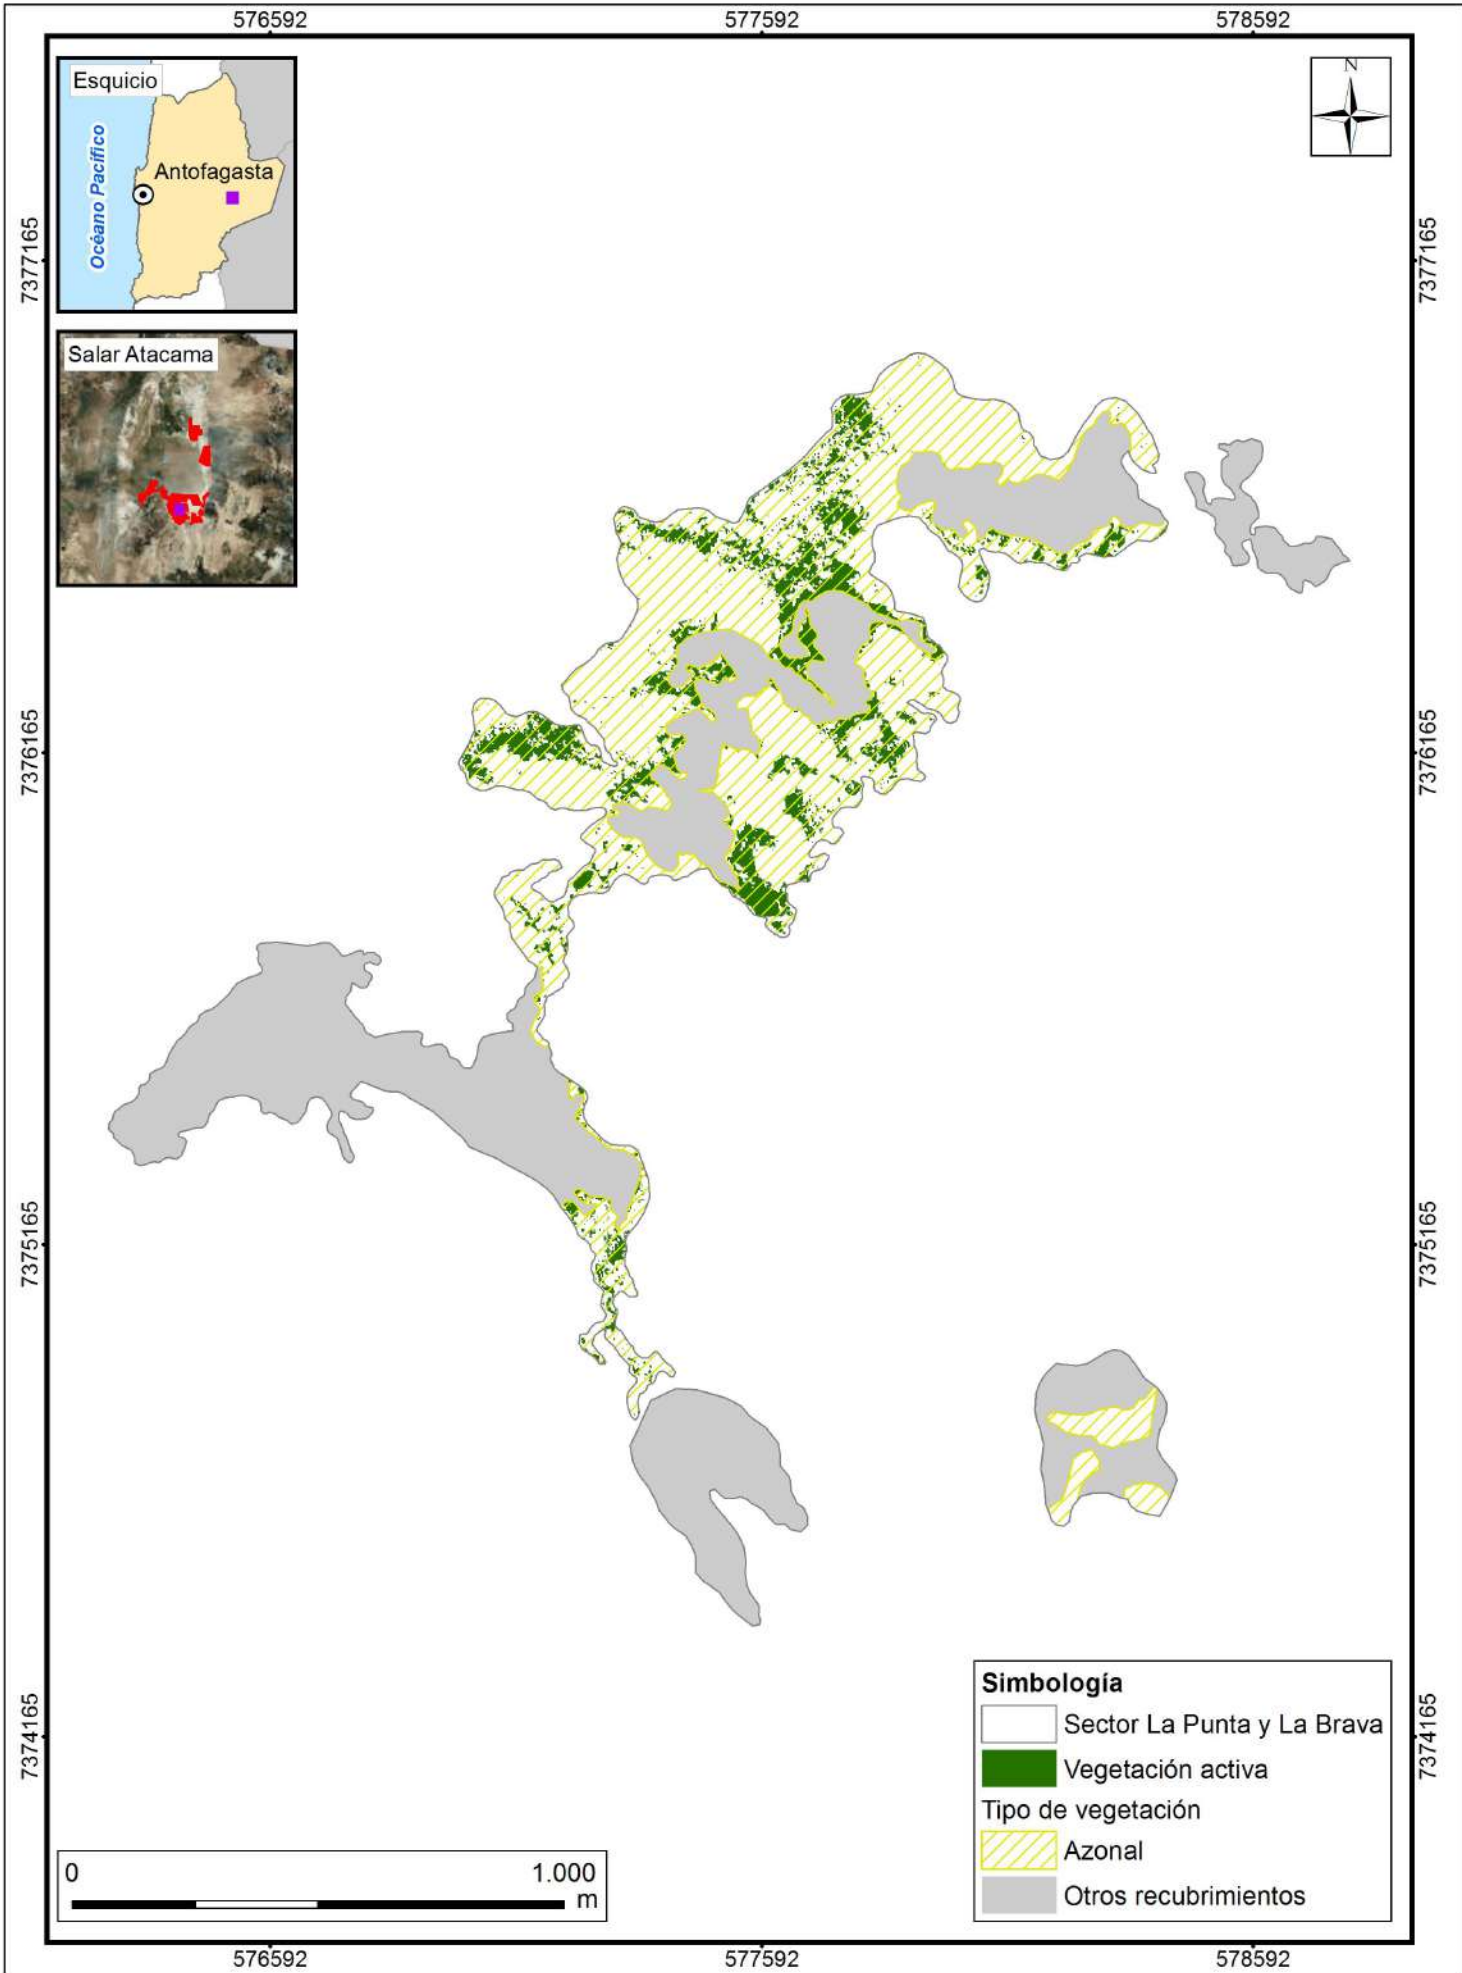 576592
577592
578592
Esquicio
Océano Pacífico
Antofagasta
N
7377165
7377165
Salar Atacama
7376165
7376165
7375165
7375165
7374165
7374165
Simbología
Sector La Punta y La Brava
Vegetación activa
Tipo de vegetación
Azonal
Otros recubrimientos
0
1.000
m
576592
577592
578592